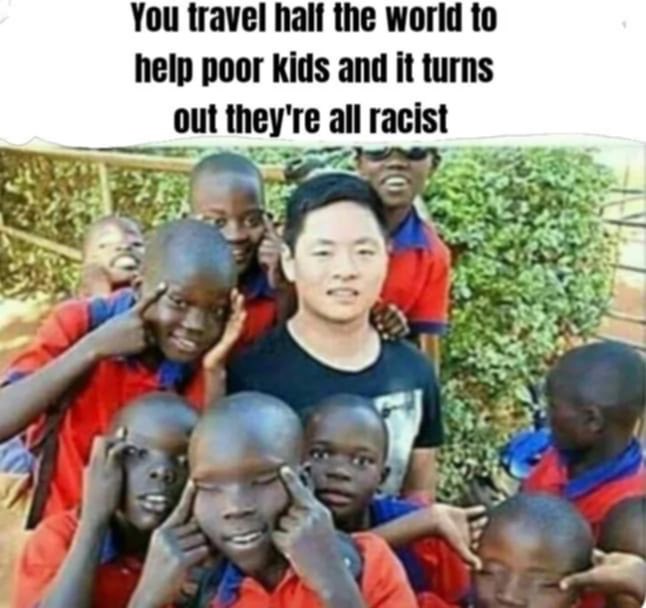 You travel half the world to
help poor kids and it turns
out they're all racist